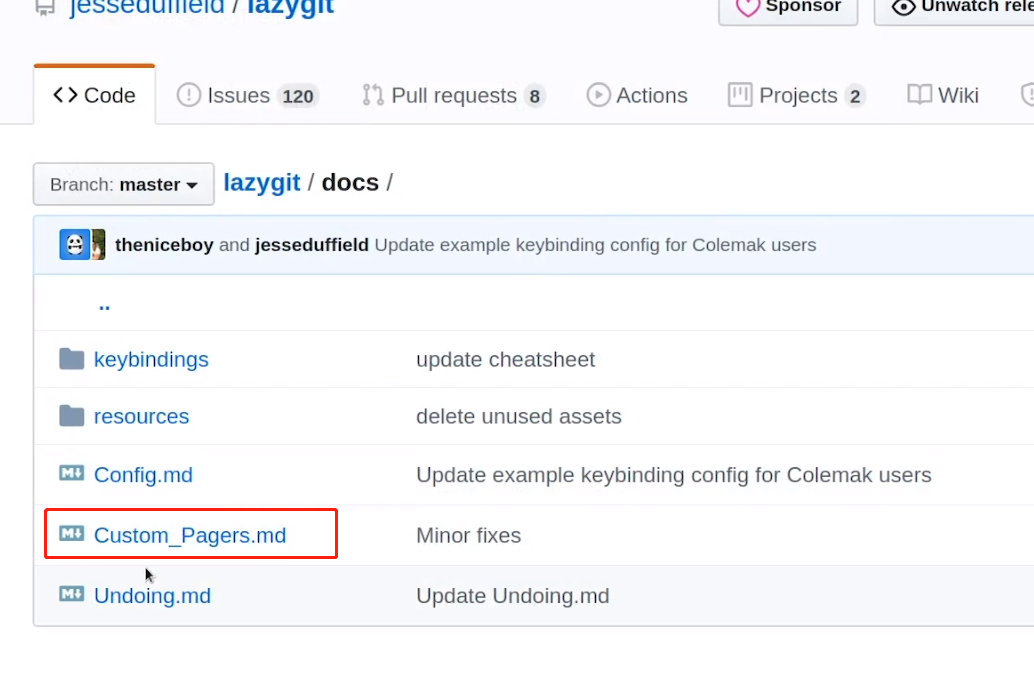 jesseduffield / lazygit
Sponsor
Unwatch rele
Code
Issues 120
Pull requests 8
Actions
Projects 2
Wiki
Branch: master
lazygit / docs /
theniceboy and jesseduffield Update example keybinding config for Colemak users
..
keybindings update cheatsheet
resources delete unused assets
Config.md Update example keybinding config for Colemak users
Custom_Pagers.md Minor fixes
Undoing.md Update Undoing.md